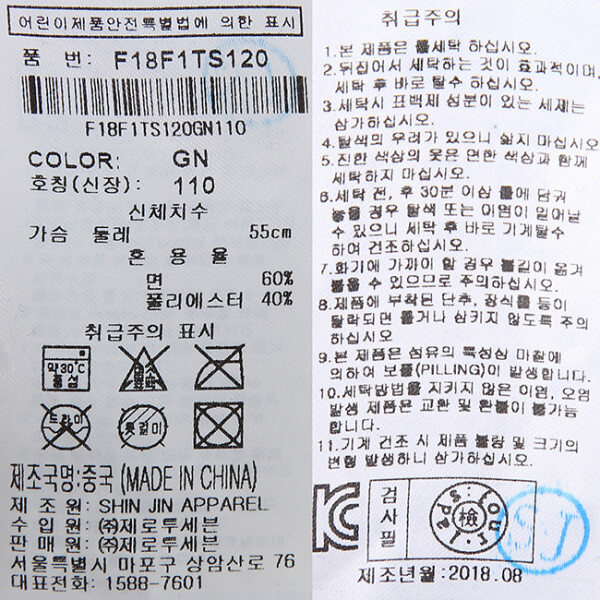 어린이제품안전특별법에 의한 표시
품 번: F18F1TS120
F18F1TS120GN110
COLOR: GN
호칭(신장): 110
신체치수
가슴 둘레 55cm
혼 용 율
면 60%
폴리에스터 40%
취급주의 표시
약30℃
중성
드라이
옷걸이
제조국명:중국 (MADE IN CHINA)
제 조 원: SHIN JIN APPAREL
수 입 원: ㈜제로투세븐
판 매 원: ㈜제로투세븐
서울특별시 마포구 상암산로 76
대표전화: 1588-7601
취급주의
1.본 제품은 물세탁 하십시오.
2.뒤집어서 세탁하는 것이 효과적이며,
세탁 후 바로 탈수 하십시오.
3.세탁시 표백제 성분이 있는 세제는
삼가하십시오.
4.탈색의 우려가 있으니 삶지 마십시오
5.진한 색상의 옷은 연한 색상과 함께
세탁하지 마십시오.
6.세탁 전, 후 30분 이상 물에 담궈
놓을 경우 탈색 또는 이염이 일어날
수 있으니 세탁 후 바로 기계탈수
하여 건조하십시오.
7.화기에 가까이 할 경우 불길이 옮겨
붙을 수 있으므로 주의하십시오.
8.제품에 부착된 단추, 장식물 등이
탈락되면 물거나 삼키지 않도록 주의
하십시오
9.본 제품은 섬유의 특성상 마찰에
의하여 보풀(PILLING)이 발생합니다.
10.세탁방법을 지키지 않은 이염, 오염
발생 제품은 교환 및 환불이 불가능
합니다.
11.기계 건조 시 제품 불량 및 크기의
변형 발생하니 삼가하십시오.
검
사
필
檢
SJ
제조년월:2018.08